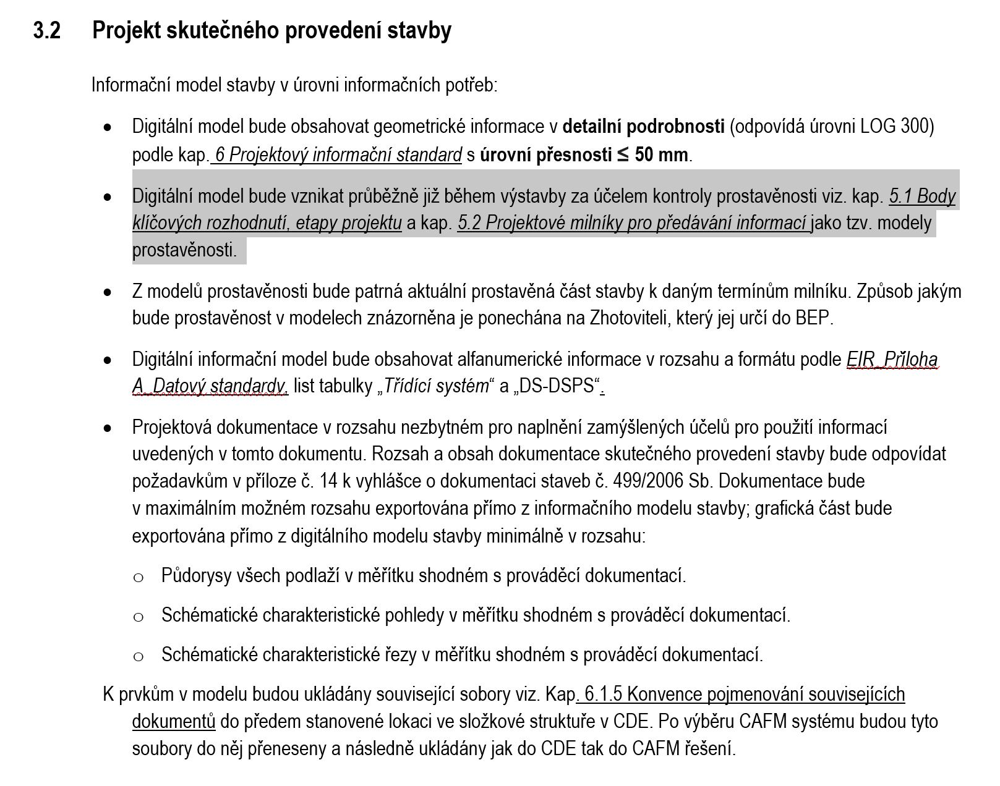 3.2 Projekt skutečného provedení stavby
Informační model stavby v úrovni informačních potřeb:
• Digitální model bude obsahovat geometrické informace v detailní podrobnosti (odpovídá úrovni LOG 300)
podle kap. 6 Projektový informační standard s úrovní přesnosti ≤ 50 mm.
• Digitální model bude vznikat průběžně již během výstavby za účelem kontroly prostavěnosti viz. kap. 5.1 Body
klíčových rozhodnutí, etapy projektu a kap. 5.2 Projektové milníky pro předávání informací jako tzv. modely
prostavěnosti.
• Z modelů prostavěnosti bude patrná aktuální prostavěná část stavby k daným termínům milníku. Způsob jakým
bude prostavěnost v modelech znázorněna je ponechána na Zhotoviteli, který jej určí do BEP.
• Digitální informační model bude obsahovat alfanumerické informace v rozsahu a formátu podle EIR_Příloha
A_Datový standardy, list tabulky „Třídící systém“ a „DS-DSPS“.
• Projektová dokumentace v rozsahu nezbytném pro naplnění zamýšlených účelů pro použití informací
uvedených v tomto dokumentu. Rozsah a obsah dokumentace skutečného provedení stavby bude odpovídat
požadavkům v příloze č. 14 k vyhlášce o dokumentaci staveb č. 499/2006 Sb. Dokumentace bude
v maximálním možném rozsahu exportována přímo z informačního modelu stavby; grafická část bude
exportována přímo z digitálního modelu stavby minimálně v rozsahu:
o Půdorysy všech podlaží v měřítku shodném s prováděcí dokumentací.
o Schématické charakteristické pohledy v měřítku shodném s prováděcí dokumentací.
o Schématické charakteristické řezy v měřítku shodném s prováděcí dokumentací.
K prvkům v modelu budou ukládány související sobory viz. Kap. 6.1.5 Konvence pojmenování souvisejících
dokumentů do předem stanovené lokaci ve složkové struktuře v CDE. Po výběru CAFM systému budou tyto
soubory do něj přeneseny a následně ukládány jak do CDE tak do CAFM řešení.